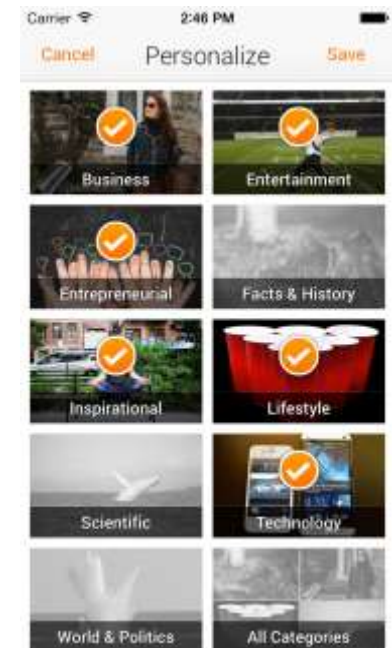 Carrier 2:46 PM
Cancel Personalize Save
Business Entertainment
Entrepreneurial Facts & History
Inspirational Lifestyle
Scientific Technology
World & Politics All Categories